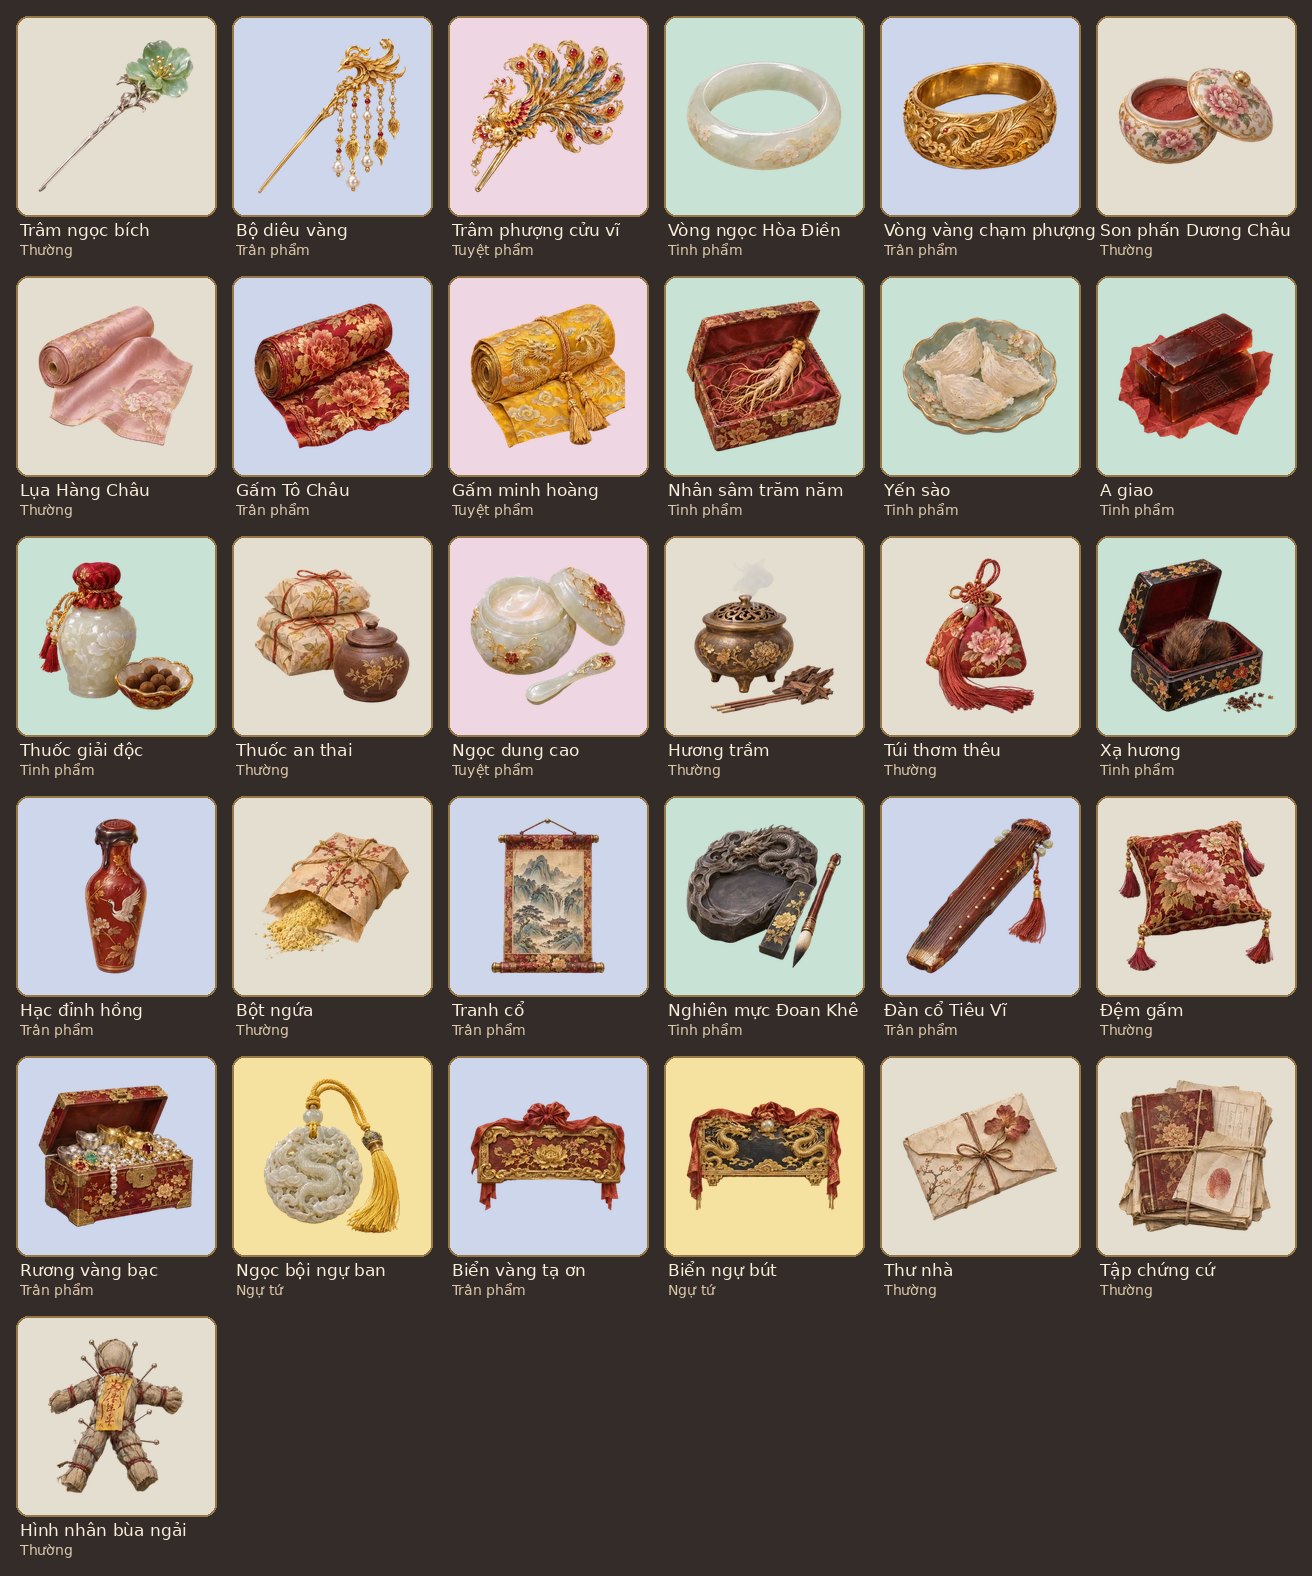 Trâm ngọc bích
Thường
Bộ diêu vàng
Trân phẩm
Trâm phượng cửu vĩ
Tuyệt phẩm
Vòng ngọc Hòa Điền
Tinh phẩm
Vòng vàng chạm phượng
Trân phẩm
Son phấn Dương Châu
Thường
Lụa Hàng Châu
Thường
Gấm Tô Châu
Trân phẩm
Gấm minh hoàng
Tuyệt phẩm
Nhân sâm trăm năm
Tinh phẩm
Yến sào
Tinh phẩm
A giao
Tinh phẩm
Thuốc giải độc
Tinh phẩm
Thuốc an thai
Thường
Ngọc dung cao
Tuyệt phẩm
Hương trầm
Thường
Túi thơm thêu
Thường
Xạ hương
Tinh phẩm
Hạc đỉnh hồng
Trân phẩm
Bột ngứa
Thường
Tranh cổ
Trân phẩm
Nghiên mực Đoan Khê
Tinh phẩm
Đàn cổ Tiêu Vĩ
Trân phẩm
Đệm gấm
Thường
Rương vàng bạc
Trân phẩm
Ngọc bội ngự ban
Ngự tứ
Biển vàng tạ ơn
Trân phẩm
Biển ngự bút
Ngự tứ
Thư nhà
Thường
Tập chứng cứ
Thường
Hình nhân bùa ngải
Thường